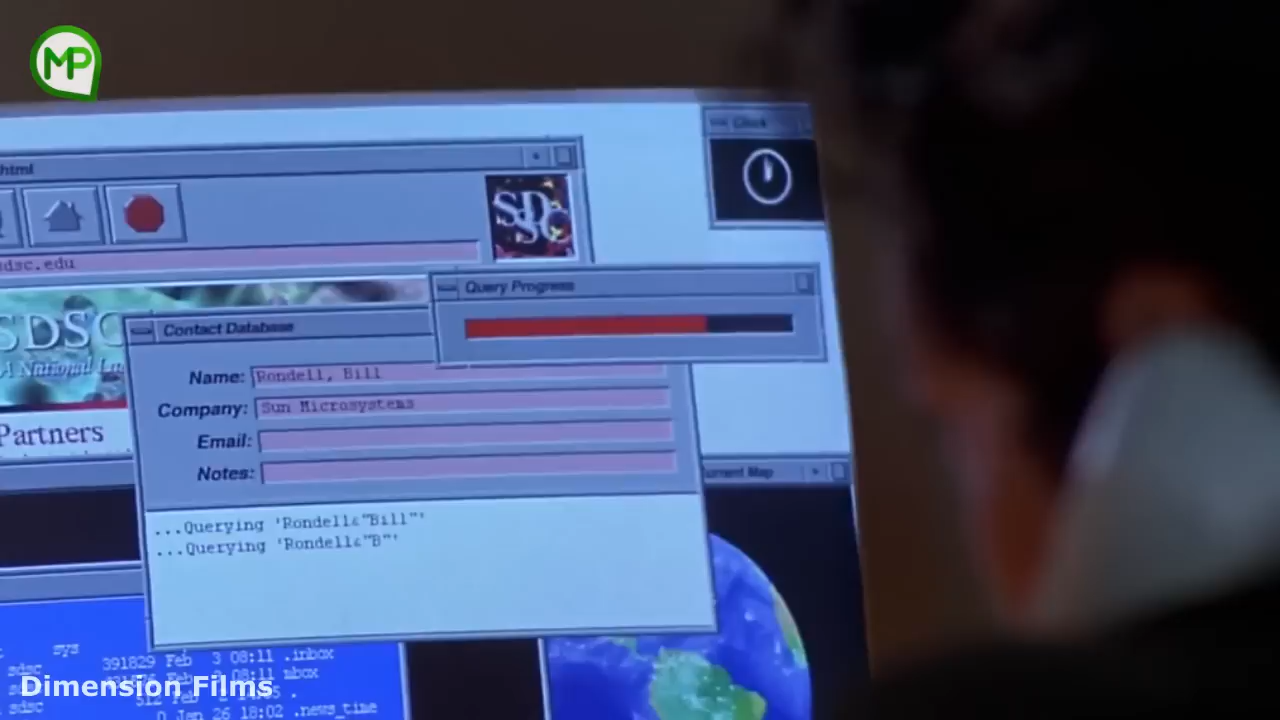 MP
html
Clock
SDSC
dsc.edu
Query Progress
SDSC
A National La
Contact Database
Name: Rondell, Bill
Company: Sun Microsystems
Partners
Email:
Notes:
urrent Map
...Querying 'Rondell&"Bill"'
...Querying 'Rondell&"B"'
sys
sdsc 391829 Feb 3 08:11 .inbox
08:11 mbox
sdsc 512 Feb
0 Jan 26 18:02 .news_time
Dimension Films